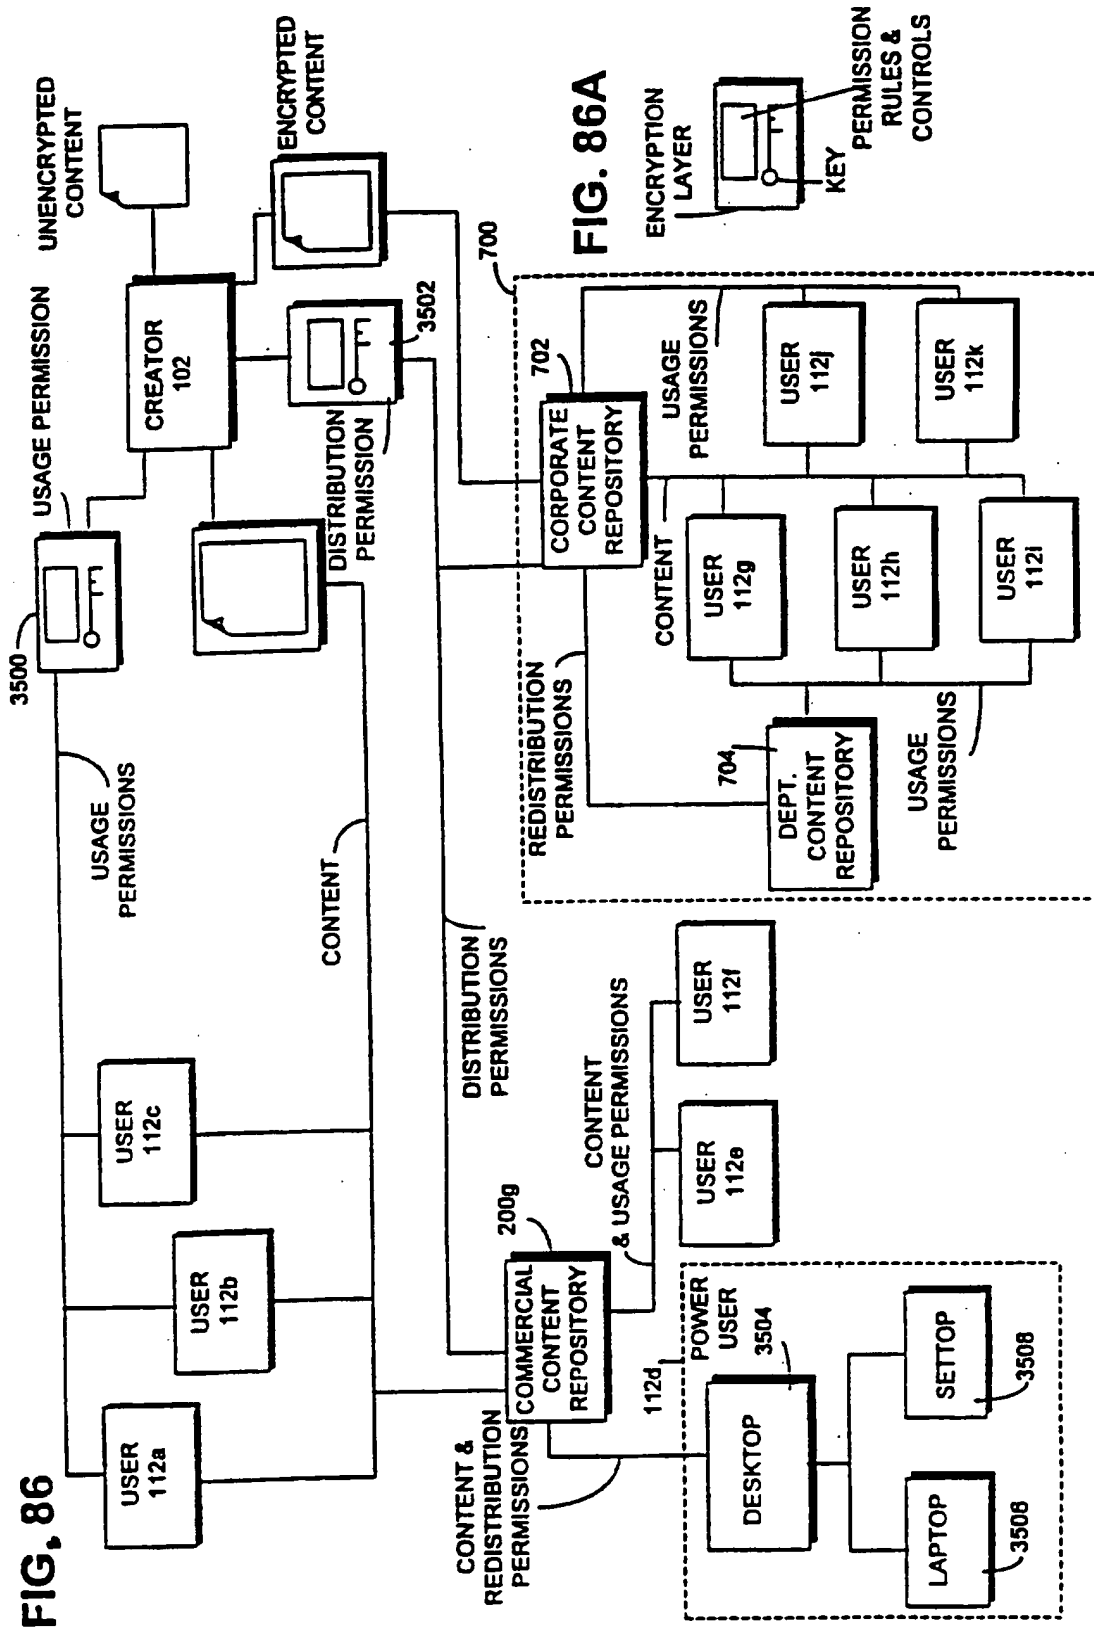 FIG. 86
UNENCRYPTED
CONTENT
USAGE PERMISSION
3500
CREATOR
102
ENCRYPTED
CONTENT
3502
DISTRIBUTION
PERMISSION
USAGE
PERMISSIONS
CONTENT
USER
112a
USER
112b
USER
112c
DISTRIBUTION
PERMISSIONS
COMMERCIAL
CONTENT
REPOSITORY
200g
CONTENT &
REDISTRIBUTION
PERMISSIONS
CONTENT
& USAGE PERMISSIONS
USER
112e
USER
112f
112d
POWER
USER
3504
DESKTOP
LAPTOP
3508
SETTOP
3508
700
702
CORPORATE
CONTENT
REPOSITORY
REDISTRIBUTION
PERMISSIONS
704
DEPT.
CONTENT
REPOSITORY
CONTENT
USAGE
PERMISSIONS
USER
112g
USER
112h
USER
112i
USER
112j
USER
112k
USAGE
PERMISSIONS
FIG. 86A
ENCRYPTION
LAYER
KEY
PERMISSION
RULES &
CONTROLS